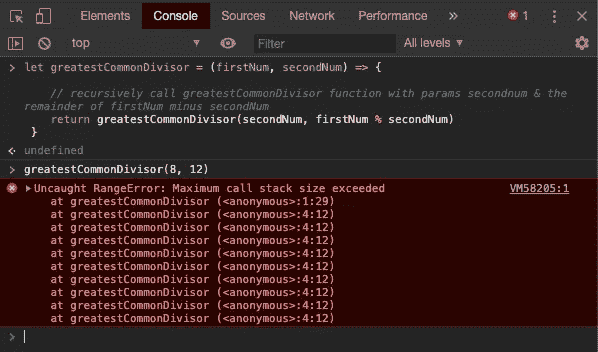 Elements Console Sources Network Performance » 1
top Filter All levels
> let greatestCommonDivisor = (firstNum, secondNum) => {
// recursively call greatestCommonDivisor function with params secondnum & the
remainder of firstNum minus secondNum
return greatestCommonDivisor(secondNum, firstNum % secondNum)
}
undefined
> greatestCommonDivisor(8, 12)
Uncaught RangeError: Maximum call stack size exceeded VM58205:1
at greatestCommonDivisor (<anonymous>:1:29)
at greatestCommonDivisor (<anonymous>:4:12)
at greatestCommonDivisor (<anonymous>:4:12)
at greatestCommonDivisor (<anonymous>:4:12)
at greatestCommonDivisor (<anonymous>:4:12)
at greatestCommonDivisor (<anonymous>:4:12)
at greatestCommonDivisor (<anonymous>:4:12)
at greatestCommonDivisor (<anonymous>:4:12)
at greatestCommonDivisor (<anonymous>:4:12)
at greatestCommonDivisor (<anonymous>:4:12)
>